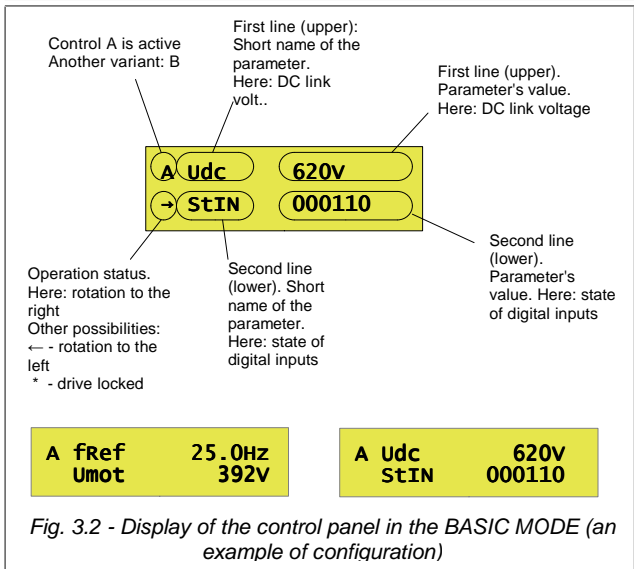 Control A is active
Another variant: B
First line (upper):
Short name of the
parameter.
Here: DC link
volt..
First line (upper).
Parameter's value.
Here: DC link voltage
A Udc 620V
→ StIN 000110
Operation status.
Here: rotation to the
right
Other possibilities:
← - rotation to the
left
* - drive locked
Second line
(lower). Short
name of the
parameter.
Here: state of
digital inputs
Second line
(lower).
Parameter's
value. Here: state
of digital inputs
A fRef 25.0Hz
Umot 392V
A Udc 620V
StIN 000110
Fig. 3.2 - Display of the control panel in the BASIC MODE (an
example of configuration)